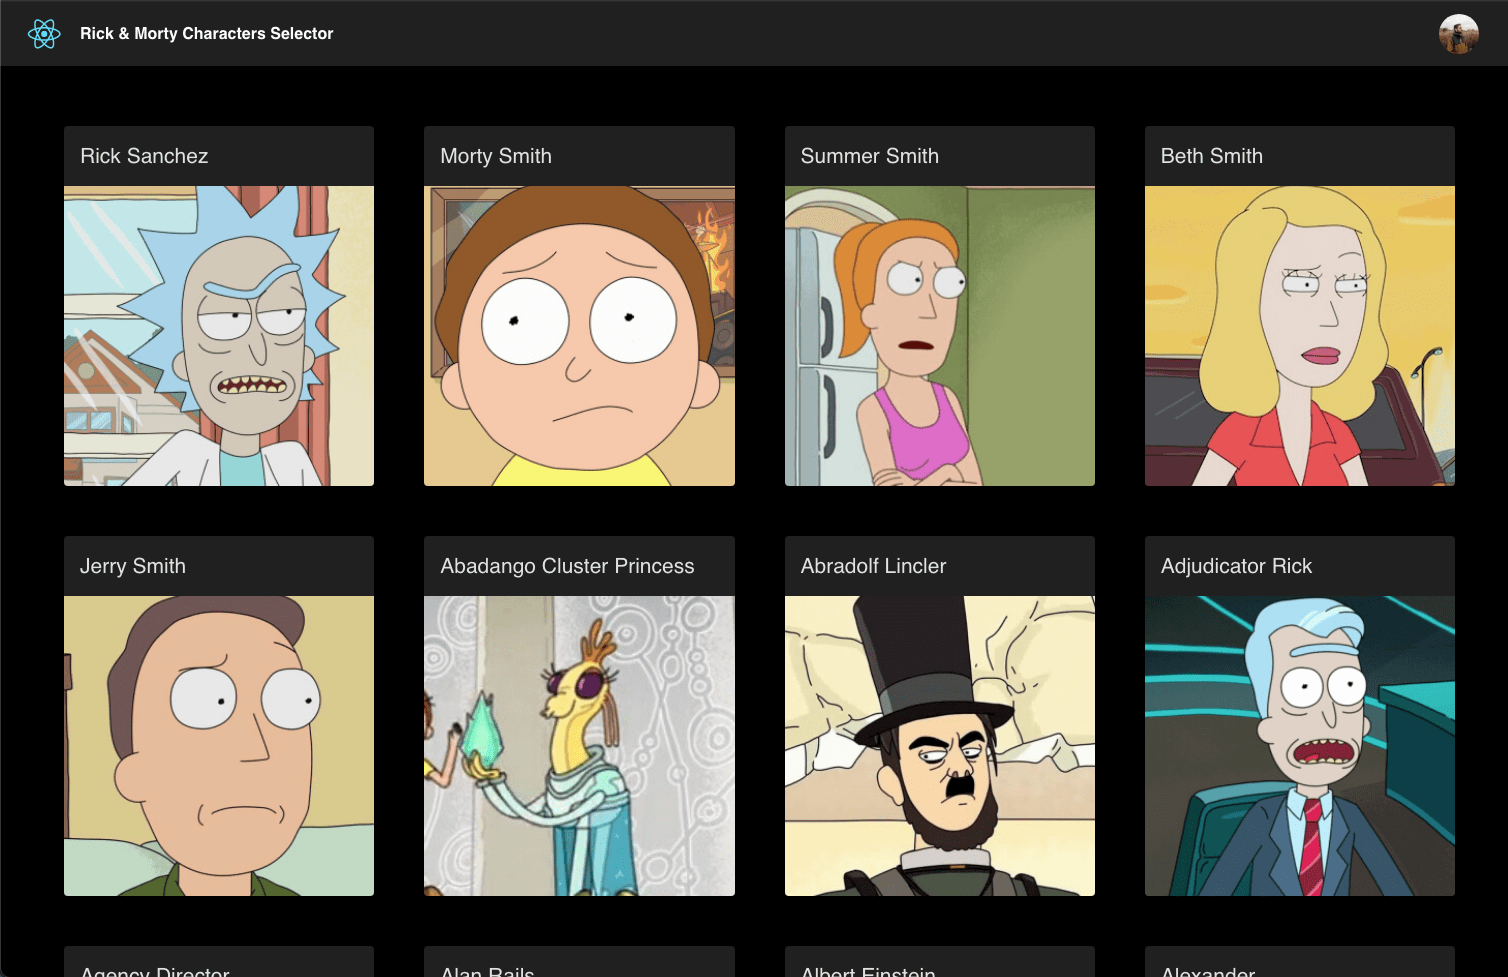 Rick & Morty Characters Selector
Rick Sanchez
Morty Smith
Summer Smith
Beth Smith
Jerry Smith
Abadango Cluster Princess
Abradolf Lincler
Adjudicator Rick
Agency Director
Alan Rails
Albert Einstein
Alexander